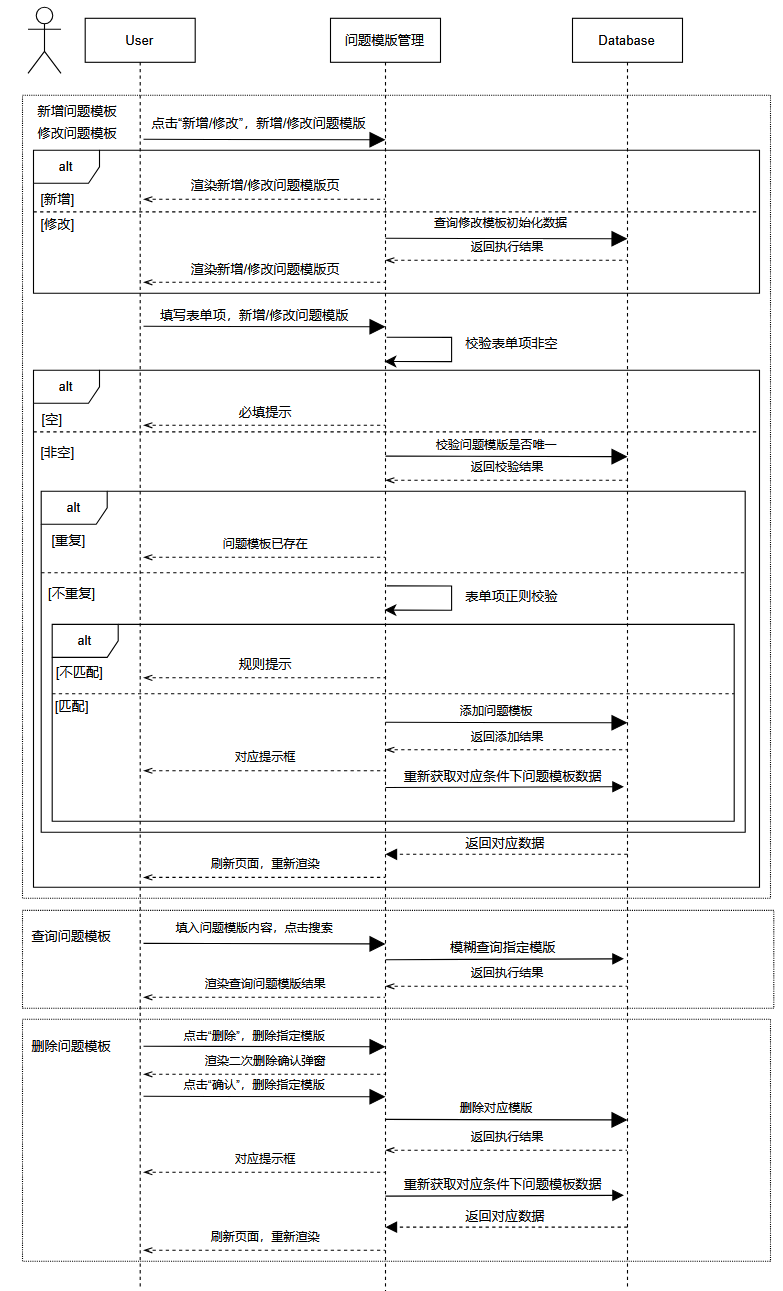 User
问题模版管理
Database
新增问题模板
修改问题模板
点击“新增/修改”，新增/修改问题模版
alt
渲染新增/修改问题模版页
[新增]
[修改]
查询修改模板初始化数据
返回执行结果
渲染新增/修改问题模版页
填写表单项，新增/修改问题模版
校验表单项非空
alt
必填提示
[空]
[非空]
校验问题模版是否唯一
返回校验结果
alt
[重复]
问题模板已存在
[不重复]
表单项正则校验
alt
规则提示
[不匹配]
[匹配]
添加问题模板
返回添加结果
对应提示框
重新获取对应条件下问题模板数据
返回对应数据
刷新页面，重新渲染
填入问题模版内容，点击搜索
查询问题模板
模糊查询指定模版
返回执行结果
渲染查询问题模版结果
点击“删除”，删除指定模版
删除问题模板
渲染二次删除确认弹窗
点击“确认”，删除指定模版
删除对应模版
返回执行结果
对应提示框
重新获取对应条件下问题模板数据
返回对应数据
刷新页面，重新渲染